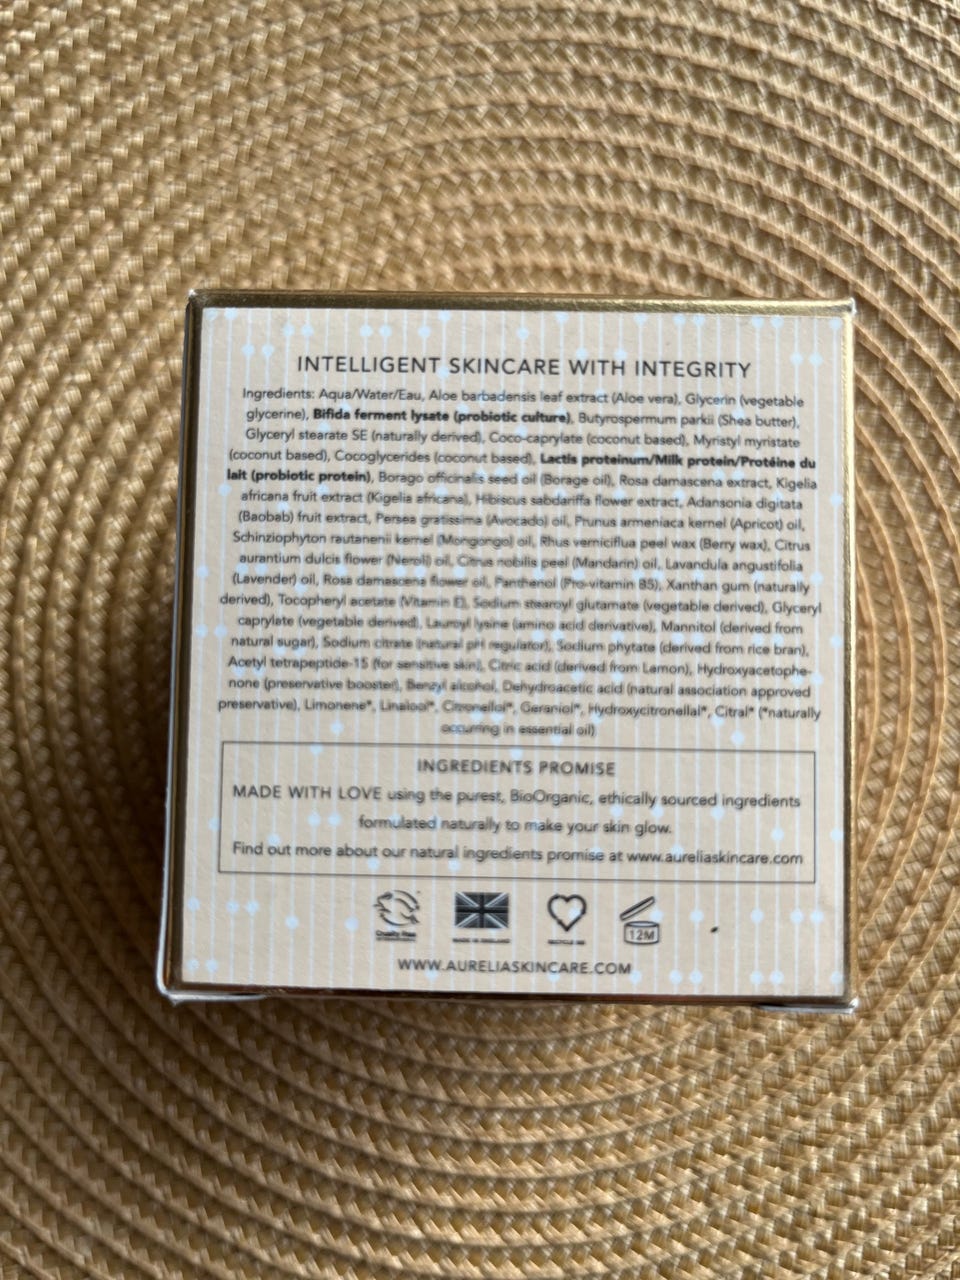 INTELLIGENT SKINCARE WITH INTEGRITY
Ingredients: Aqua/Water/Eau, Aloe barbadensis leaf extract (Aloe vera), Glycerin (vegetable
glycerine), Bifida ferment lysate (probiotic culture), Butyrospermum parkii (Shea butter),
Glyceryl stearate SE (naturally derived), Coco-caprylate (coconut based), Myristyl myristate
(coconut based), Cocoglycerides (coconut based), Lactis proteinum/Milk protein/Protéine du
lait (probiotic protein), Borago officinalis seed oil (Borage oil), Rosa damascena extract, Kigelia
africana fruit extract (Kigelia africana), Hibiscus sabdariffa flower extract, Adansonia digitata
(Baobab) fruit extract, Persea gratissima (Avocado) oil, Prunus armeniaca kernel (Apricot) oil,
Schinziophyton rautanenii kernel (Mongongo) oil, Rhus verniciflua peel wax (Berry wax), Citrus
aurantium dulcis flower (Neroli) oil, Citrus nobilis peel (Mandarin) oil, Lavandula angustifolia
(Lavender) oil, Rosa damascena flower oil, Panthenol (Pro-vitamin B5), Xanthan gum (naturally
derived), Tocopheryl acetate (Vitamin E), Sodium stearoyl glutamate (vegetable derived), Glyceryl
caprylate (vegetable derived), Lauroyl lysine (amino acid derivative), Mannitol (derived from
natural sugar), Sodium citrate (natural pH regulator), Sodium phytate (derived from rice bran),
Acetyl tetrapeptide-15 (for sensitive skin), Citric acid (derived from Lemon), Hydroxyacetophe-
none (preservative booster), Benzyl alcohol, Dehydroacetic acid (natural association approved
preservative), Limonene*, Linalool*, Citronellol*, Geraniol*, Hydroxycitronellal*, Citral* (*naturally
occurring in essential oil)
INGREDIENTS PROMISE
MADE WITH LOVE using the purest, BioOrganic, ethically sourced ingredients
formulated naturally to make your skin glow.
Find out more about our natural ingredients promise at www.aureliaskincare.com
Cruelty Free
MADE IN ENGLAND
RECYCLE ME
12M
WWW.AURELIASKINCARE.COM